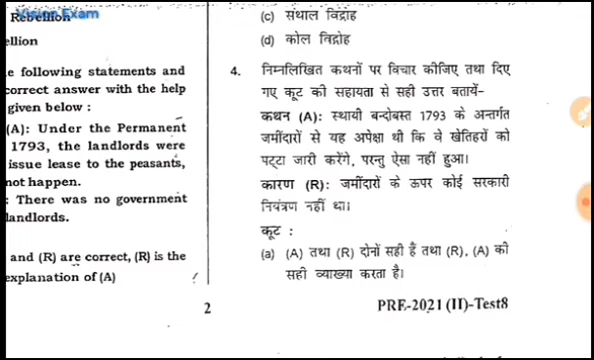 Rebellion
Vision Exam
ellion
e following statements and
correct answer with the help
given below :
(A): Under the Permanent
1793, the landlords were
issue lease to the peasants,
not happen.
: There was no government
landlords.
and (R) are correct, (R) is the
explanation of (A)
(c) संथाल विद्रोह
(d) कोल विद्रोह
4. निम्नलिखित कथनों पर विचार कीजिए तथा दिए
गए कूट की सहायता से सही उत्तर बतायें-
कथन (A): स्थायी बन्दोबस्त 1793 के अन्तर्गत
जमींदारों से यह अपेक्षा थी कि वे खेतिहरों को
पट्टा जारी करेंगे, परन्तु ऐसा नहीं हुआ।
कारण (R): जमींदारों के ऊपर कोई सरकारी
नियंत्रण नहीं था।
कूट :
(a) (A) तथा (R) दोनों सही हैं तथा (R), (A) की
सही व्याख्या करता है।
2
PRE-2021 (II)-Test8